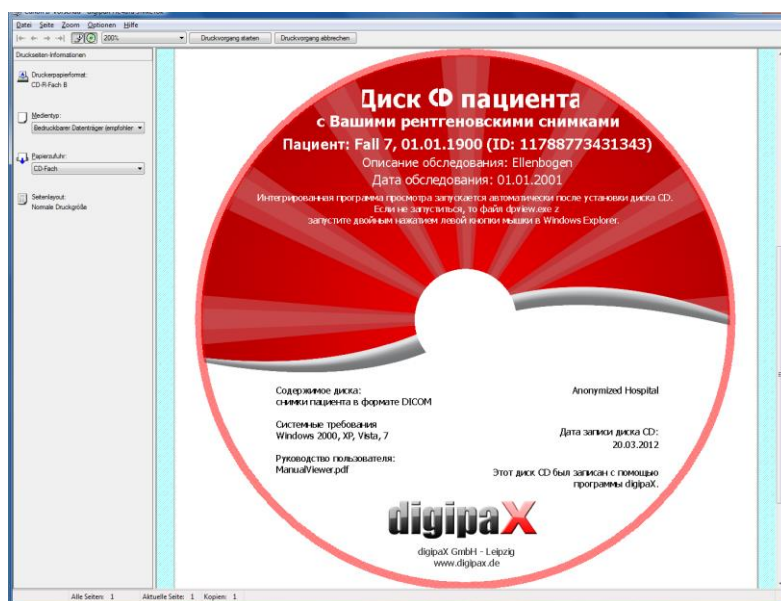 Datei Seite Zoom Optionen Hilfe
200%
Druckvorgang starten
Druckvorgang abbrechen
Druckseiten-Informationen
Druckerpapierformat:
CD-R-Fach B
Medientyp:
Bedruckbarer Datenträger (empfohlen
Papierzufuhr:
CD-Fach
Seitenlayout:
Normale Druckgröße
Диск CD пациента
с Вашими рентгеновскими снимками
Пациент: Fall 7, 01.01.1900 (ID: 11788773431343)
Описание обследования: Ellenbogen
Дата обследования: 01.01.2001
Интегрированная программа просмотра запускается автоматически после установки диска CD.
Если не запуститься, то файл dpview.exe z
запустите двойным нажатием левой кнопки мышки в Windows Explorer.
Содержимое диска:
снимки пациента в формате DICOM
Системные требования
Windows 2000, XP, Vista, 7
Руководство пользователя:
ManualViewer.pdf
Anonymized Hospital
Дата записи диска CD:
20.03.2012
Этот диск CD был записан с помощью
программы digipaX.
digipaX
digipaX GmbH - Leipzig
www.digipax.de
Alle Seiten: 1 Aktuelle Seite: 1 Kopien: 1